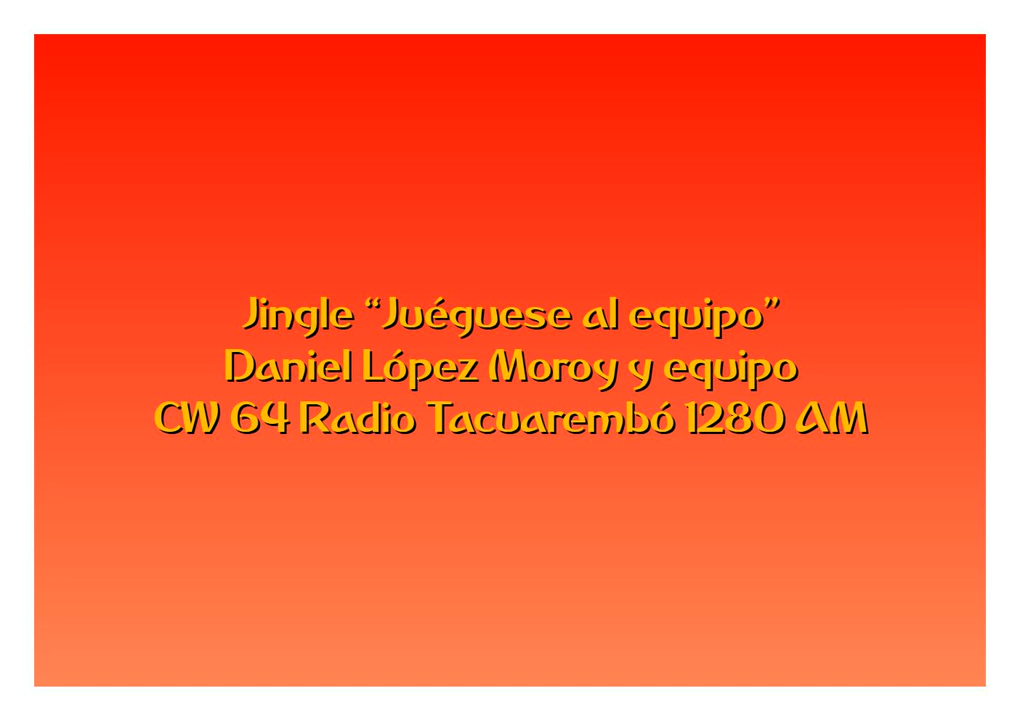 Jingle “Juéguese al equipo”
Daniel López Moroy y equipo
CW 64 Radio Tacuarembó 1280 AM